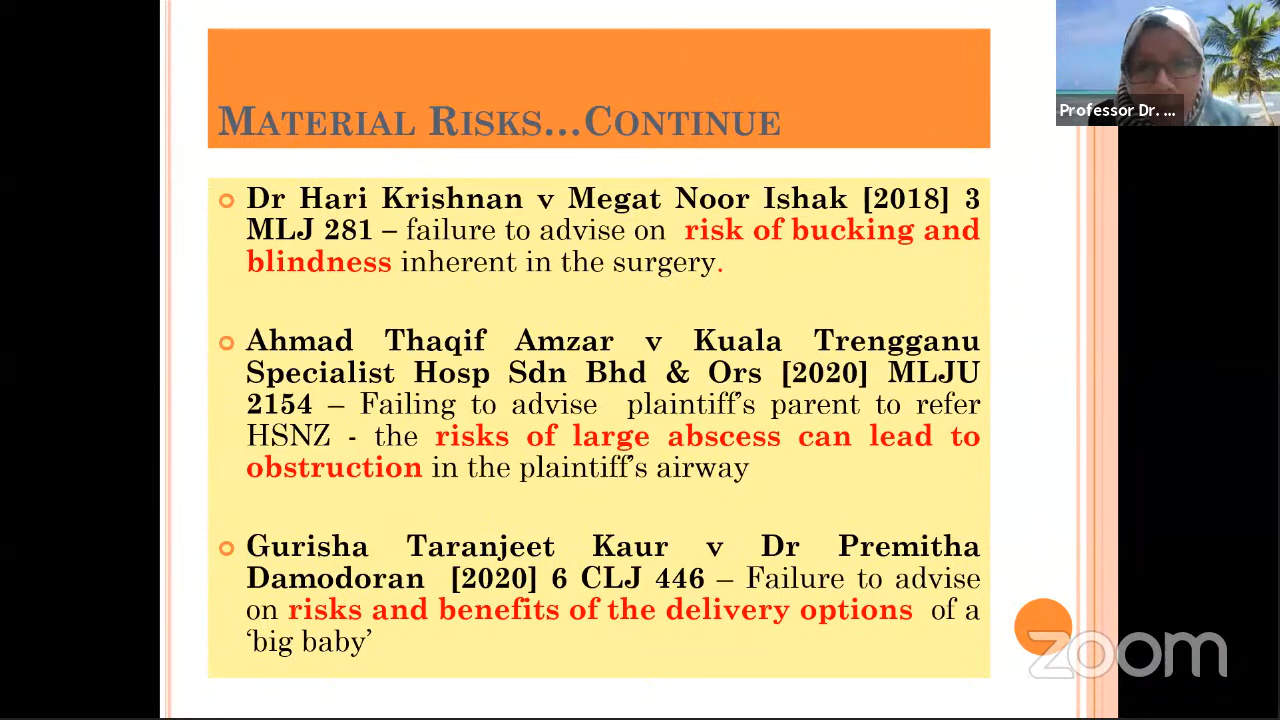 Professor Dr. ...
MATERIAL RISKS...CONTINUE
Dr Hari Krishnan v Megat Noor Ishak [2018] 3
MLJ 281 – failure to advise on risk of bucking and
blindness inherent in the surgery.
Ahmad Thaqif Amzar v Kuala Trengganu
Specialist Hosp Sdn Bhd & Ors [2020] MLJU
2154 – Failing to advise plaintiff's parent to refer
HSNZ - the risks of large abscess can lead to
obstruction in the plaintiff's airway
Gurisha Taranjeet Kaur v Dr Premitha
Damodoran [2020] 6 CLJ 446 – Failure to advise
on risks and benefits of the delivery options of a
‘big baby’
zoom